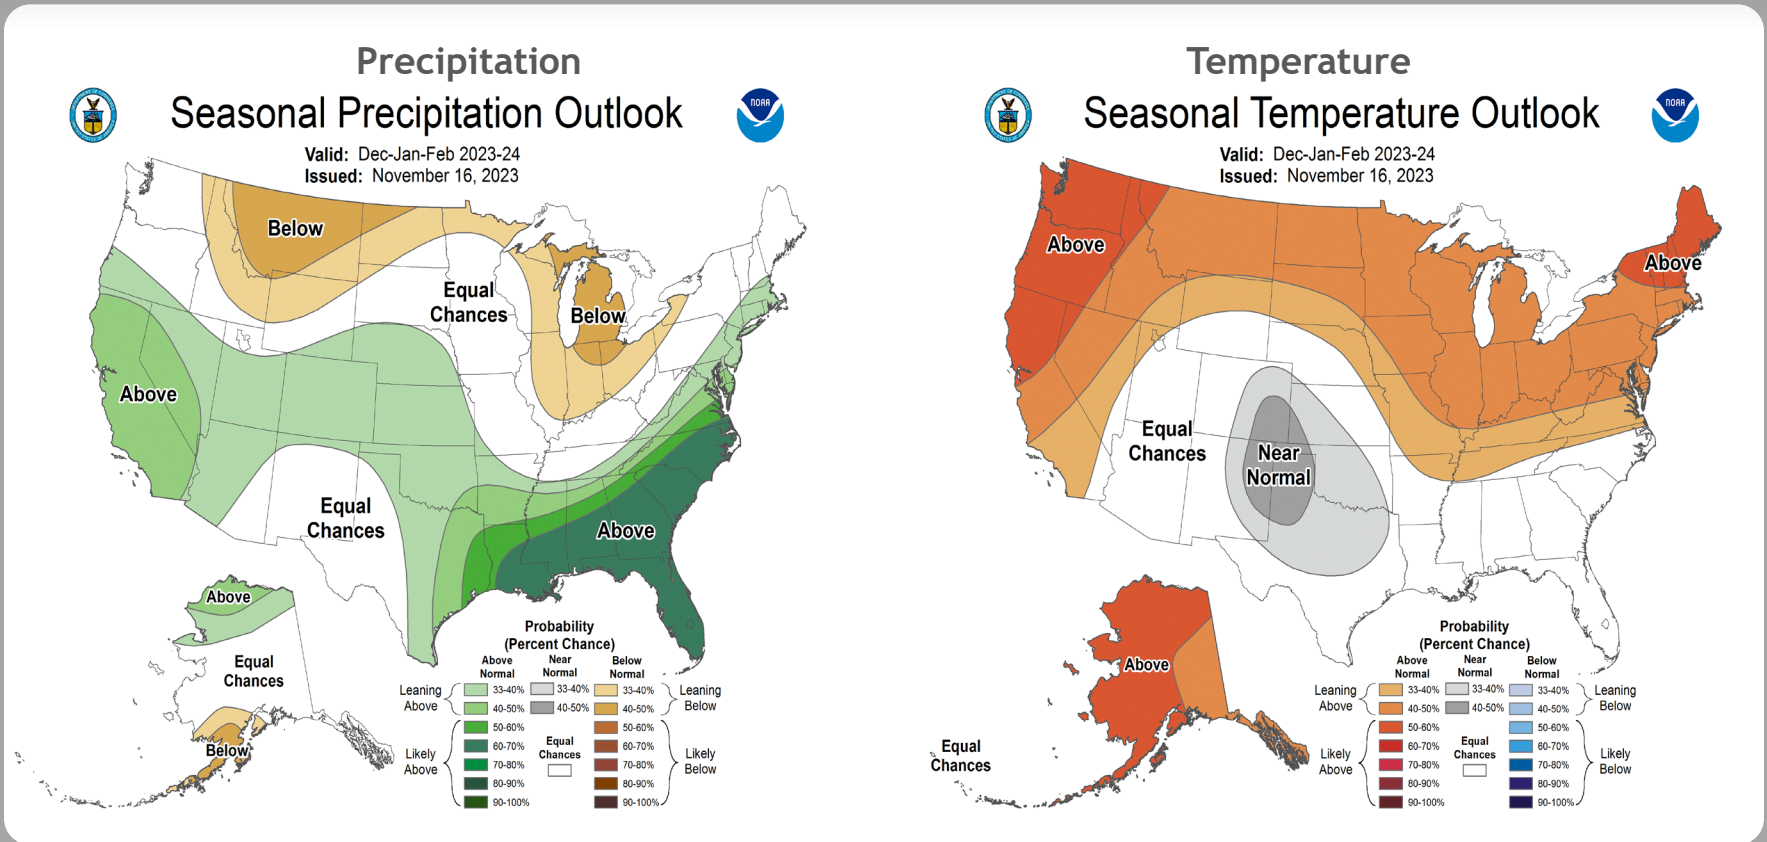 Precipitation
Seasonal Precipitation Outlook
NOAA
Valid: Dec-Jan-Feb 2023-24
Issued: November 16, 2023
Below
Equal
Chances
Below
Above
Equal
Chances
Above
Above
Equal
Chances
Below
Probability
(Percent Chance)
Above
Normal
Near
Normal
Below
Normal
Leaning
Above
33-40%
33-40%
33-40%
Leaning
Below
40-50%
40-50%
40-50%
Likely
Above
50-60%
50-60%
60-70%
60-70%
70-80%
70-80%
80-90%
80-90%
90-100%
90-100%
Equal
Chances
Likely
Below
Temperature
Seasonal Temperature Outlook
NOAA
Valid: Dec-Jan-Feb 2023-24
Issued: November 16, 2023
Above
Above
Equal
Chances
Near
Normal
Above
Equal
Chances
Probability
(Percent Chance)
Above
Normal
Near
Normal
Below
Normal
Leaning
Above
33-40%
33-40%
33-40%
Leaning
Below
40-50%
40-50%
40-50%
Likely
Above
50-60%
50-60%
60-70%
60-70%
70-80%
70-80%
80-90%
80-90%
90-100%
90-100%
Equal
Chances
Likely
Below